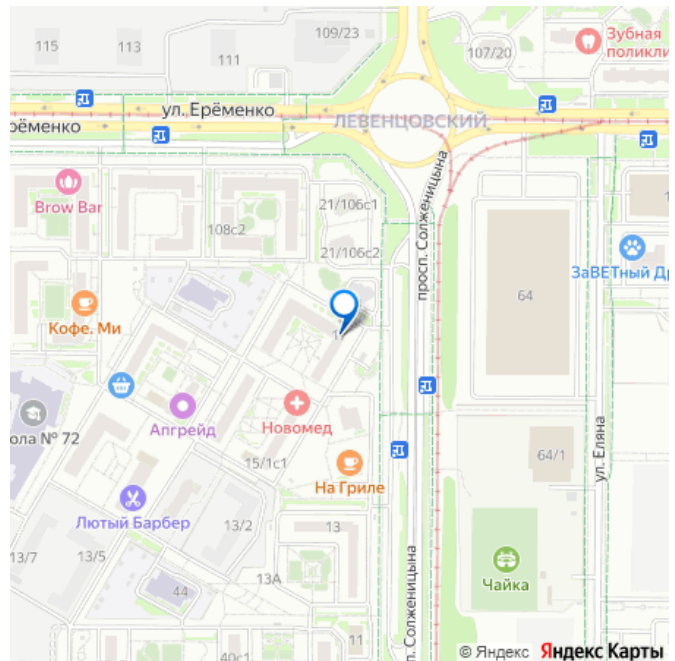 115
113
111
109/23
107/20
Зубная
поликли
ул. Ерёменко
рёменко
ЛЕВЕНЦОВСКИЙ
Brow Bar
108с2
21/106с1
21/106с2
просп. Солженицына
64
ЗаВЕТный Др
Кофе. Ми
ола № 72
Апгрейд
Новомед
15/1с1
На Гриле
64/1
ул. Еляна
Лютый Барбер
13/2
13
13/7
13/5
13А
44
Чайка
п. Солженицына
11
40с1
© Яндекс Яндекс Карты